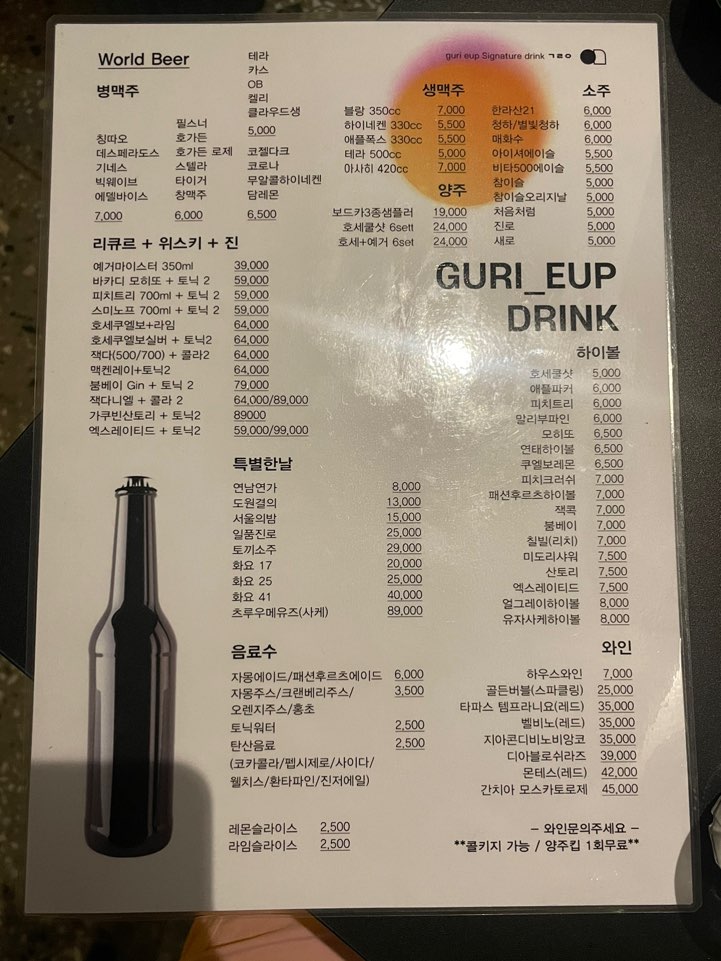 World Beer
병맥주
테라
카스
OB
켈리
클라우드생
5,000
칭따오
데스페라도스
기네스
빅웨이브
에델바이스
7,000
필스너
호가든
호가든 로제
스텔라
타이거
창맥주
6,000
코젤다크
코로나
무알콜하이네켄
담레몬
6,500
guri eup Signature drink ㄱㄹㅇ
생맥주
블랑 350cc 7,000
하이네켄 330cc 5,500
애플폭스 330cc 5,500
테라 500cc 5,000
아사히 420cc 7,000
양주
보드카3종샘플러 19,000
호세쿨샷 6sett 24,000
호세+예거 6set 24,000
소주
한라산21 6,000
청하/별빛청하 6,000
매화수 6,000
아이셔에이슬 5,500
비타500에이슬 5,500
참이슬 5,000
참이슬오리지날 5,000
처음처럼 5,000
진로 5,000
새로 5,000
리큐르 + 위스키 + 진
예거마이스터 350ml 39,000
바카디 모히또 + 토닉 2 59,000
피치트리 700ml + 토닉 2 59,000
스미노프 700ml + 토닉 2 59,000
호세쿠엘보+라임 64,000
호세쿠엘보실버 + 토닉2 64,000
잭다(500/700) + 콜라2 64,000
맥켄레이+토닉2 64,000
붐베이 Gin + 토닉 2 79,000
잭다니엘 + 콜라 2 64,000/89,000
가쿠빈산토리 + 토닉2 89000
엑스레이티드 + 토닉2 59,000/99,000
GURI_EUP
DRINK
하이볼
호세쿨샷 5,000
애플파커 6,000
피치트리 6,000
말리부파인 6,000
모히또 6,500
연태하이볼 6,500
쿠엘보레몬 6,500
피치크러쉬 7,000
패션후르츠하이볼 7,000
잭콕 7,000
붐베이 7,000
칠빌(리치) 7,000
미도리샤워 7,500
산토리 7,500
엑스레이티드 7,500
얼그레이하이볼 8,000
유자사케하이볼 8,000
특별한날
연남연가 8,000
도원결의 13,000
서울의밤 15,000
일품진로 25,000
토끼소주 29,000
화요 17 20,000
화요 25 25,000
화요 41 40,000
츠루우메유즈(사케) 89,000
음료수
자몽에이드/패션후르츠에이드 6,000
자몽주스/크랜베리주스/ 3,500
오렌지주스/홍초
토닉워터 2,500
탄산음료 2,500
(코카콜라/펩시제로/사이다/
웰치스/환타파인/진저에일)
레몬슬라이스 2,500
라임슬라이스 2,500
와인
하우스와인 7,000
골든버블(스파클링) 25,000
타파스 템프라니요(레드) 35,000
벨비노(레드) 35,000
지아콘디비노비앙코 35,000
디아블로쉬라즈 39,000
몬테스(레드) 42,000
간치아 모스카토로제 45,000
– 와인문의주세요 –
**콜키지 가능 / 양주킵 1회무료**